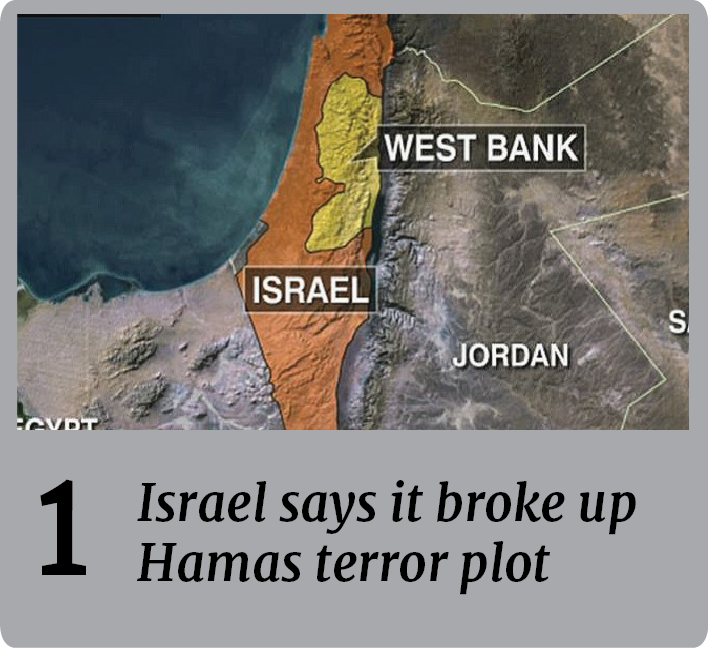 WEST BANK
ISRAEL
JORDAN
1
Israel says it broke up
Hamas terror plot